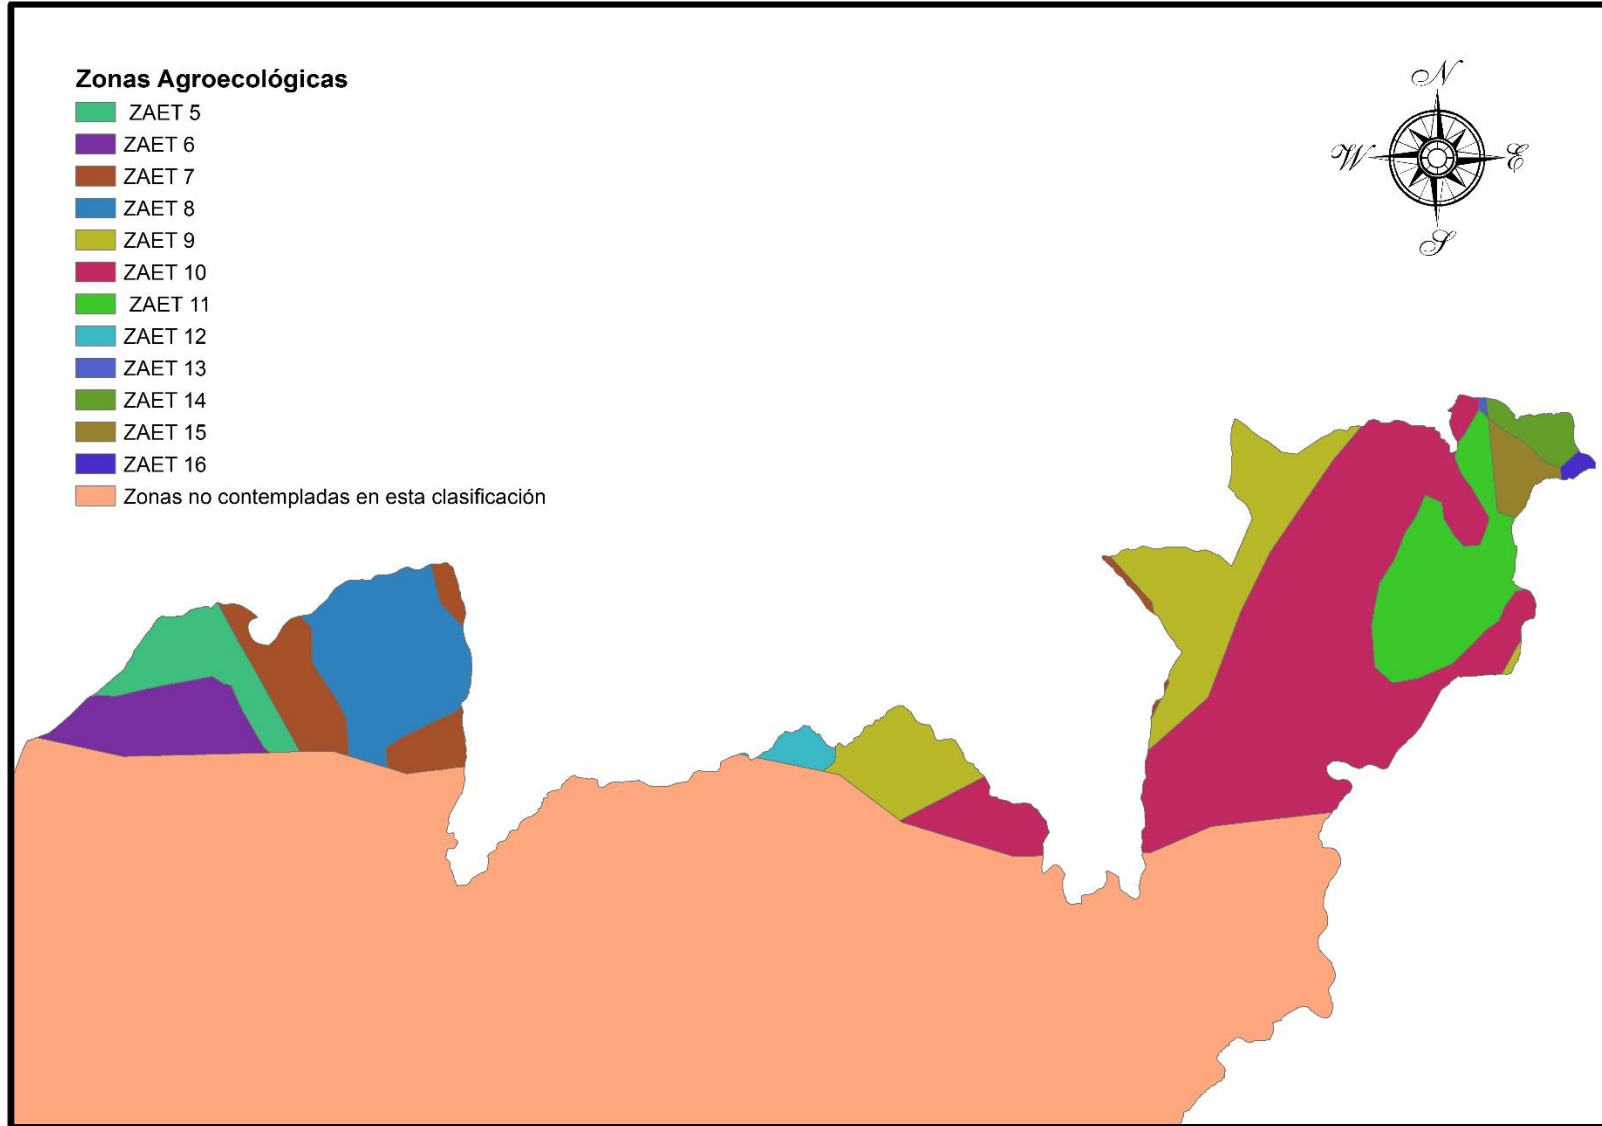 Zonas Agroecológicas
ZAET 5
ZAET 6
ZAET 7
ZAET 8
ZAET 9
ZAET 10
ZAET 11
ZAET 12
ZAET 13
ZAET 14
ZAET 15
ZAET 16
Zonas no contempladas en esta clasificación
N
W E
S